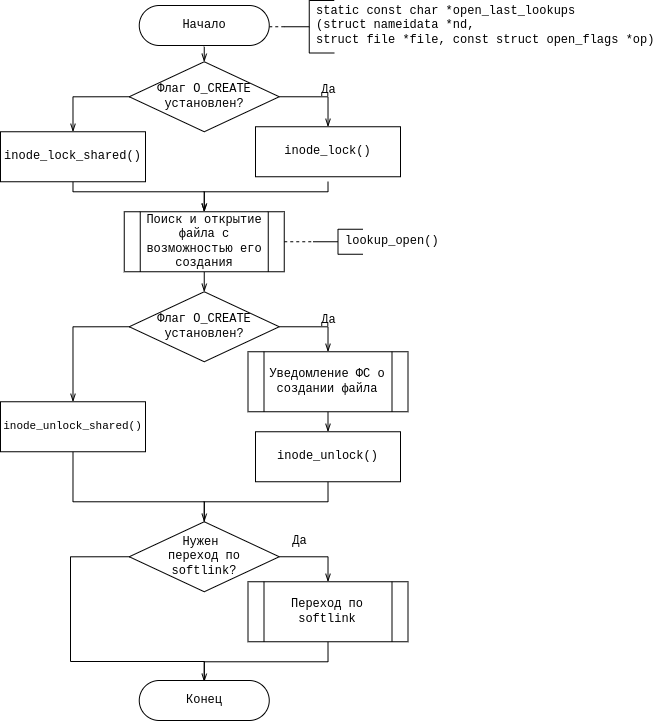 Начало
static const char *open_last_lookups
(struct nameidata *nd,
struct file *file, const struct open_flags *op)
Флаг O_CREATE
установлен?
Да
inode_lock_shared()
inode_lock()
Поиск и открытие
файла с
возможностью его
создания
lookup_open()
Флаг O_CREATE
установлен?
Да
Уведомление ФС о
создании файла
inode_unlock_shared()
inode_unlock()
Нужен
переход по
softlink?
Да
Переход по
softlink
Конец